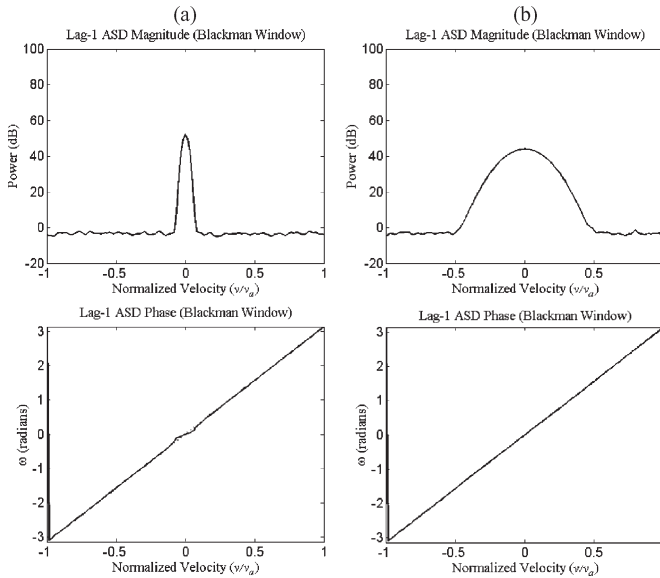 (a)
Lag-1 ASD Magnitude (Blackman Window)
100
80
60
40
20
0
-20
Power (dB)
-1 -0.5 0 0.5 1
Normalized Velocity (v/vₐ)
(b)
Lag-1 ASD Magnitude (Blackman Window)
100
80
60
40
20
0
-20
Power (dB)
-1 -0.5 0 0.5
Normalized Velocity (v/vₐ)
Lag-1 ASD Phase (Blackman Window)
3
2
1
0
-1
-2
-3
ω (radians)
-1 -0.5 0 0.5 1
Normalized Velocity (v/vₐ)
Lag-1 ASD Phase (Blackman Window)
3
2
1
0
-1
-2
-3
ω (radians)
-1 -0.5 0 0.5
Normalized Velocity (v/vₐ)